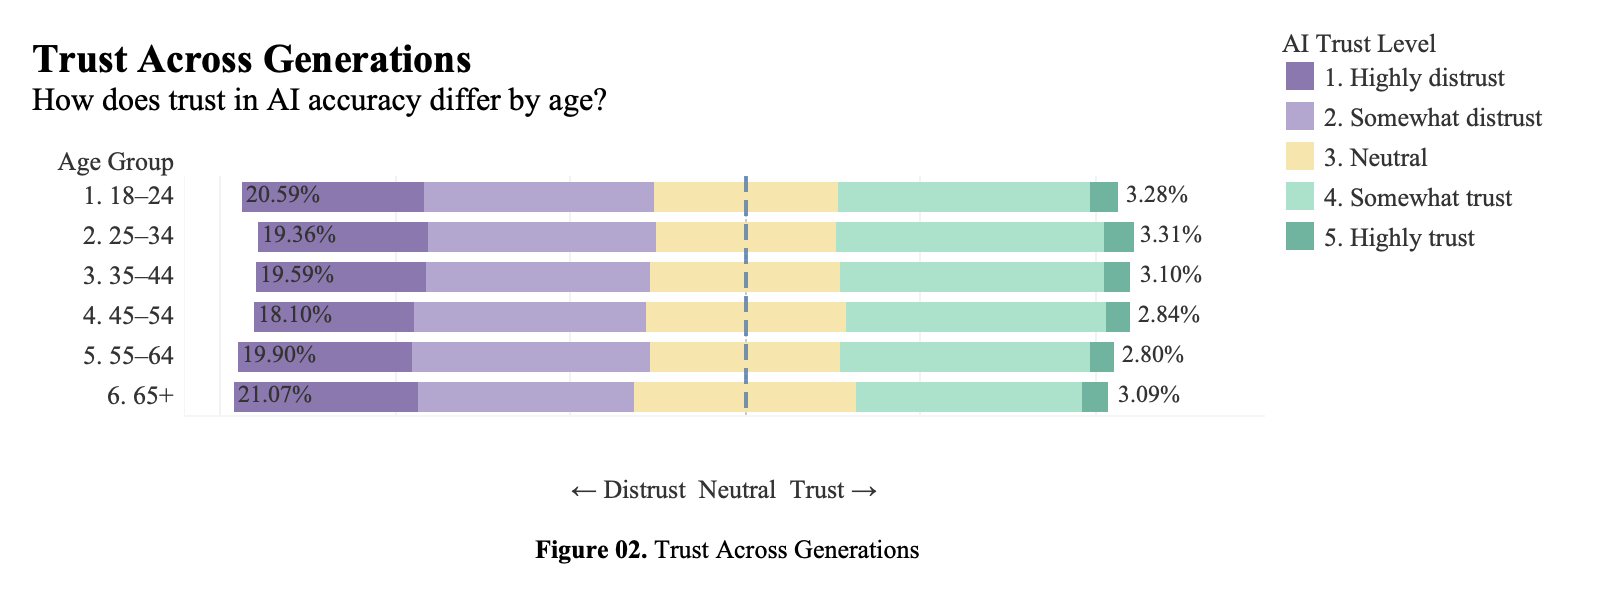 Trust Across Generations
How does trust in AI accuracy differ by age?
AI Trust Level
1. Highly distrust
2. Somewhat distrust
3. Neutral
4. Somewhat trust
5. Highly trust
Age Group
1. 18–24 20.59% 3.28%
2. 25–34 19.36% 3.31%
3. 35–44 19.59% 3.10%
4. 45–54 18.10% 2.84%
5. 55–64 19.90% 2.80%
6. 65+ 21.07% 3.09%
← Distrust Neutral Trust →
Figure 02. Trust Across Generations